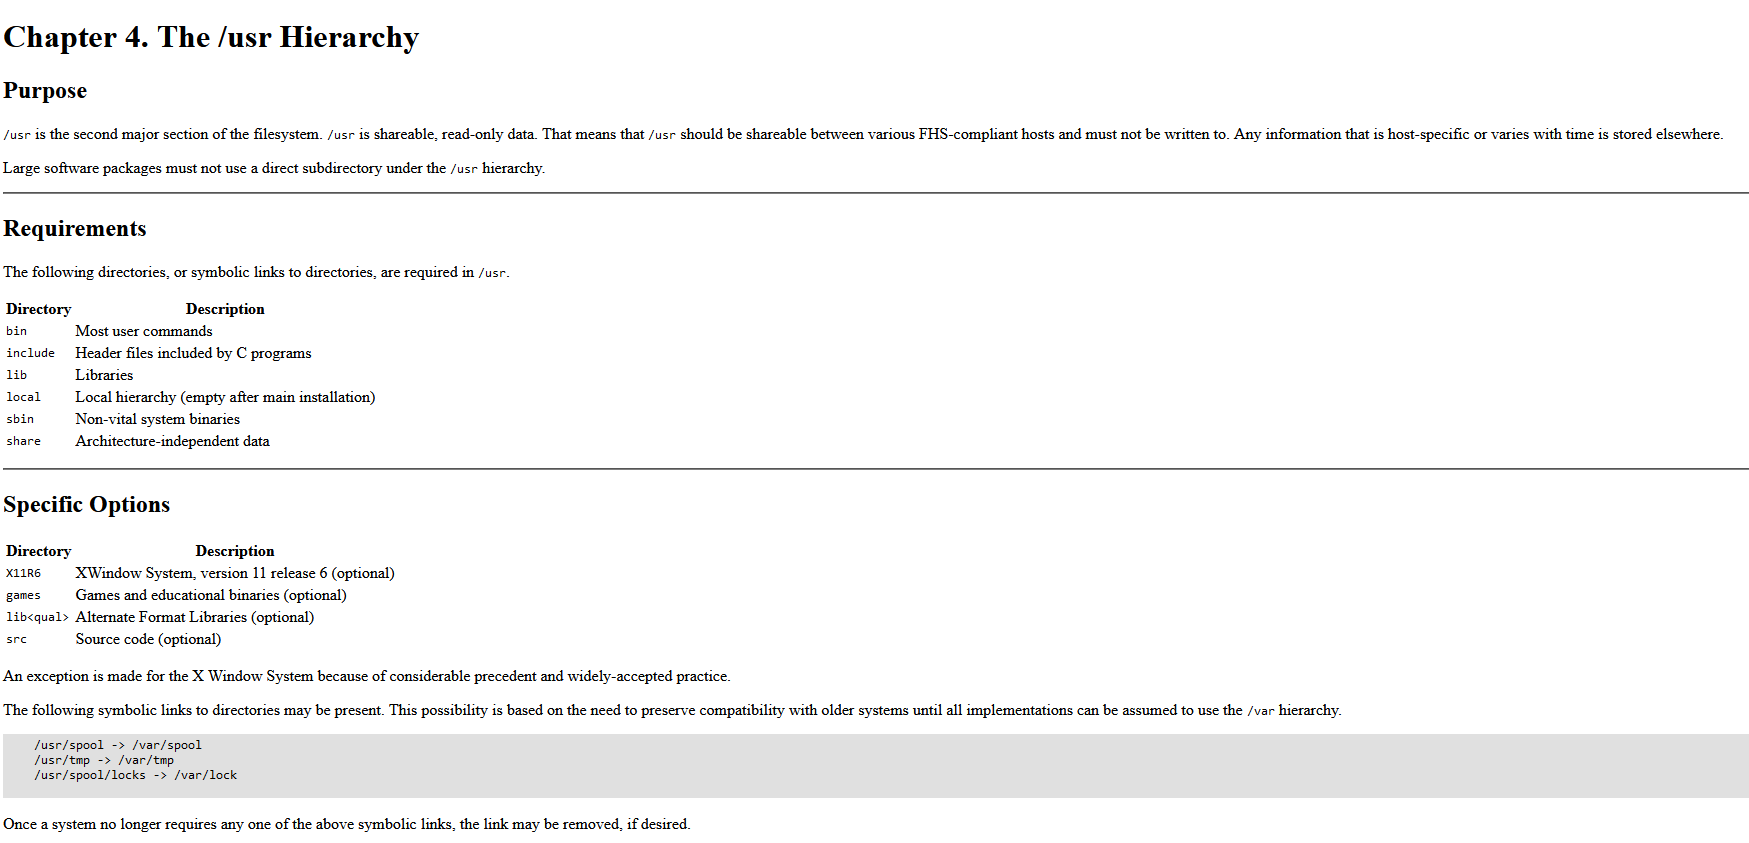 Chapter 4. The /usr Hierarchy
Purpose
/usr is the second major section of the filesystem. /usr is shareable, read-only data. That means that /usr should be shareable between various FHS-compliant hosts and must not be written to. Any information that is host-specific or varies with time is stored elsewhere.
Large software packages must not use a direct subdirectory under the /usr hierarchy.
Requirements
The following directories, or symbolic links to directories, are required in /usr.
Directory Description
bin Most user commands
include Header files included by C programs
lib Libraries
local Local hierarchy (empty after main installation)
sbin Non-vital system binaries
share Architecture-independent data
Specific Options
Directory Description
X11R6 XWindow System, version 11 release 6 (optional)
games Games and educational binaries (optional)
lib<qual> Alternate Format Libraries (optional)
src Source code (optional)
An exception is made for the X Window System because of considerable precedent and widely-accepted practice.
The following symbolic links to directories may be present. This possibility is based on the need to preserve compatibility with older systems until all implementations can be assumed to use the /var hierarchy.
/usr/spool -> /var/spool
/usr/tmp -> /var/tmp
/usr/spool/locks -> /var/lock
Once a system no longer requires any one of the above symbolic links, the link may be removed, if desired.